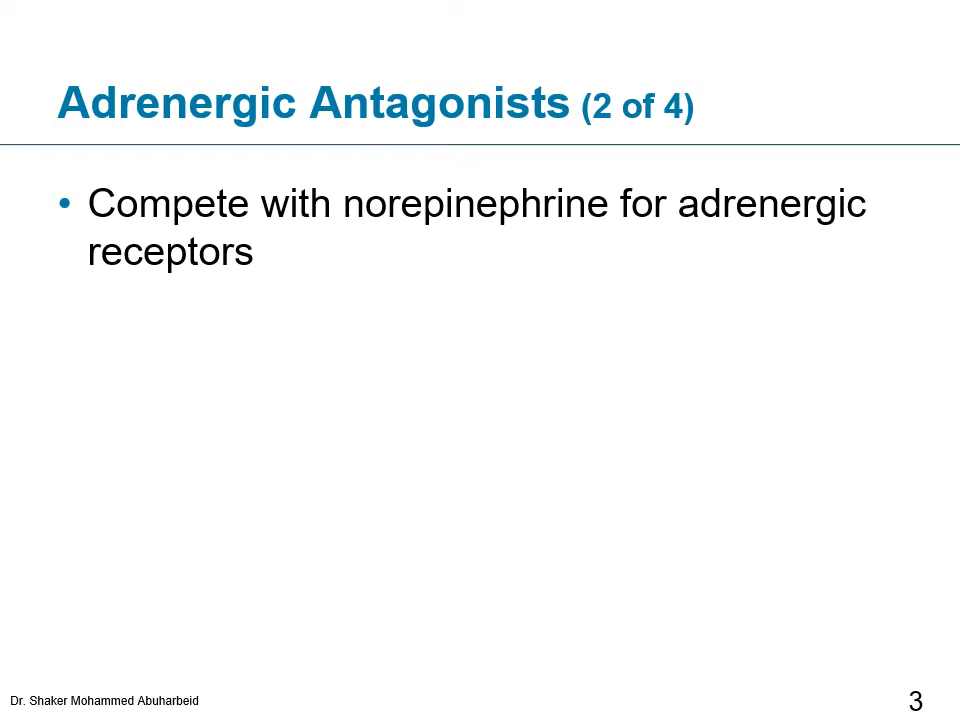 Adrenergic Antagonists (2 of 4)
• Compete with norepinephrine for adrenergic
receptors
Dr. Shaker Mohammed Abuharbeid
3